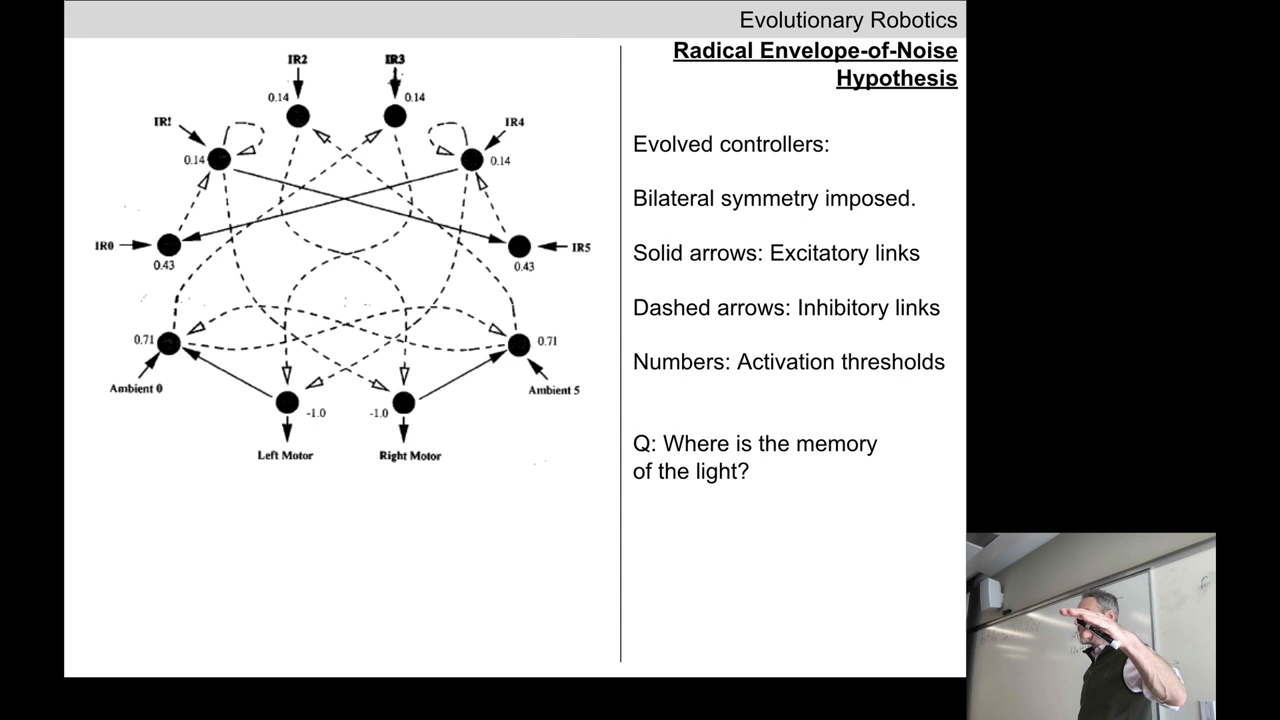 Evolutionary Robotics
Radical Envelope-of-Noise
Hypothesis
IR2
IR3
0.14
0.14
IR!
IR4
0.14
0.14
IR0
IR5
0.43
0.43
0.71
0.71
Ambient 0
Ambient 5
-1.0
-1.0
Left Motor
Right Motor
Evolved controllers:
Bilateral symmetry imposed.
Solid arrows: Excitatory links
Dashed arrows: Inhibitory links
Numbers: Activation thresholds
Q: Where is the memory
of the light?